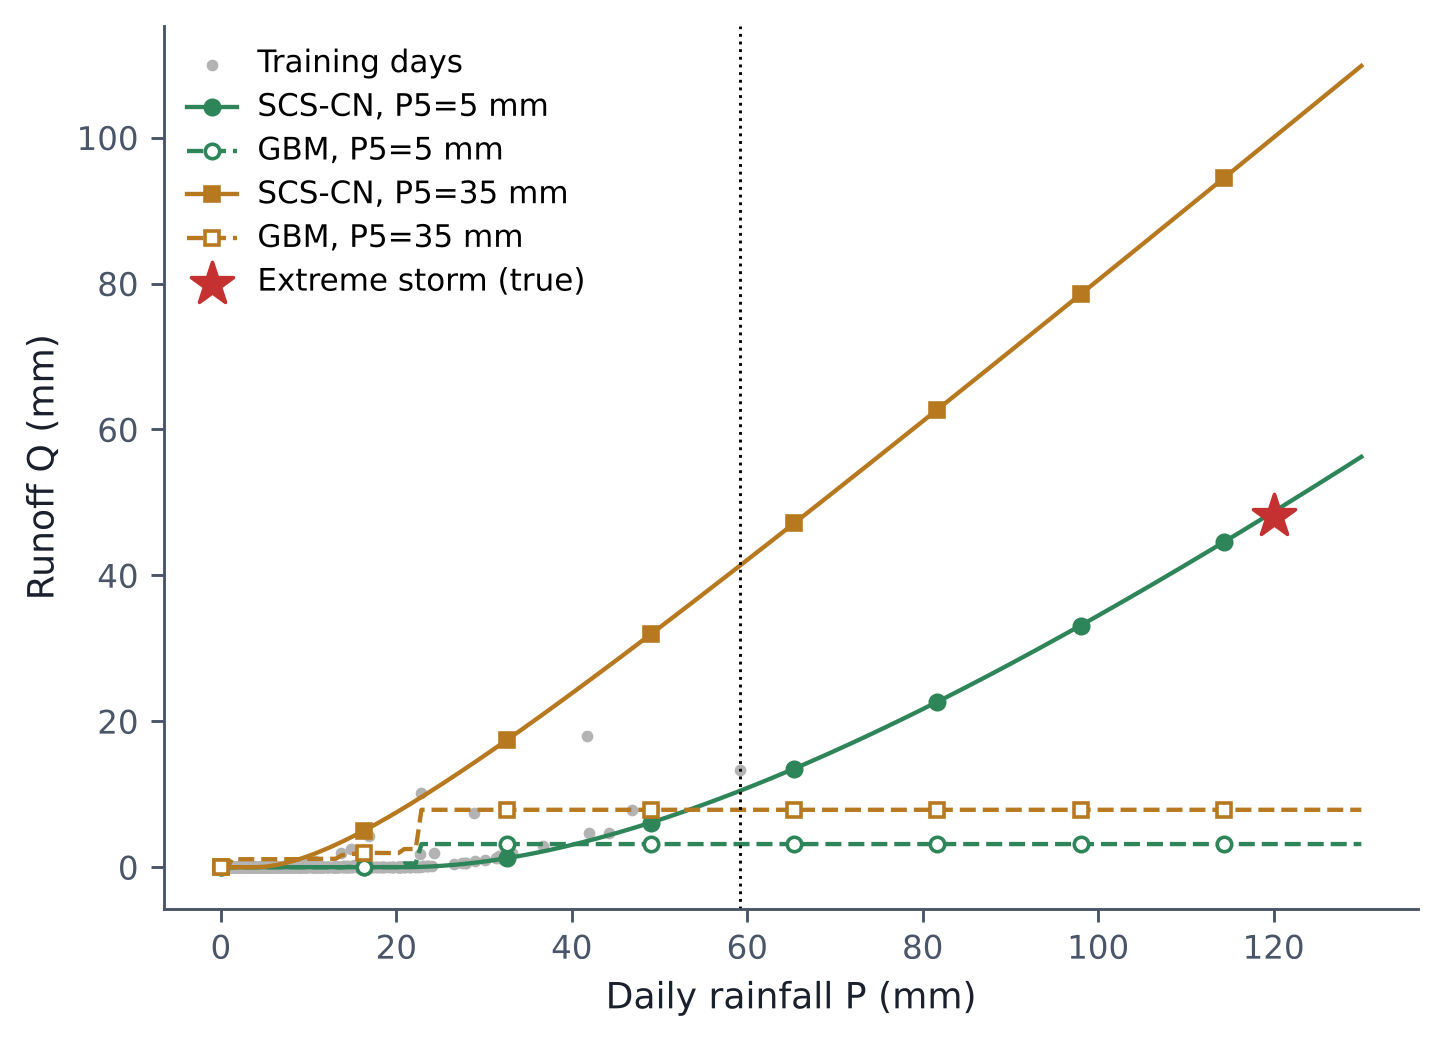 Training days
SCS-CN, P5=5 mm
GBM, P5=5 mm
SCS-CN, P5=35 mm
GBM, P5=35 mm
Extreme storm (true)
Runoff Q (mm)
100
80
60
40
20
0
0 20 40 60 80 100 120
Daily rainfall P (mm)